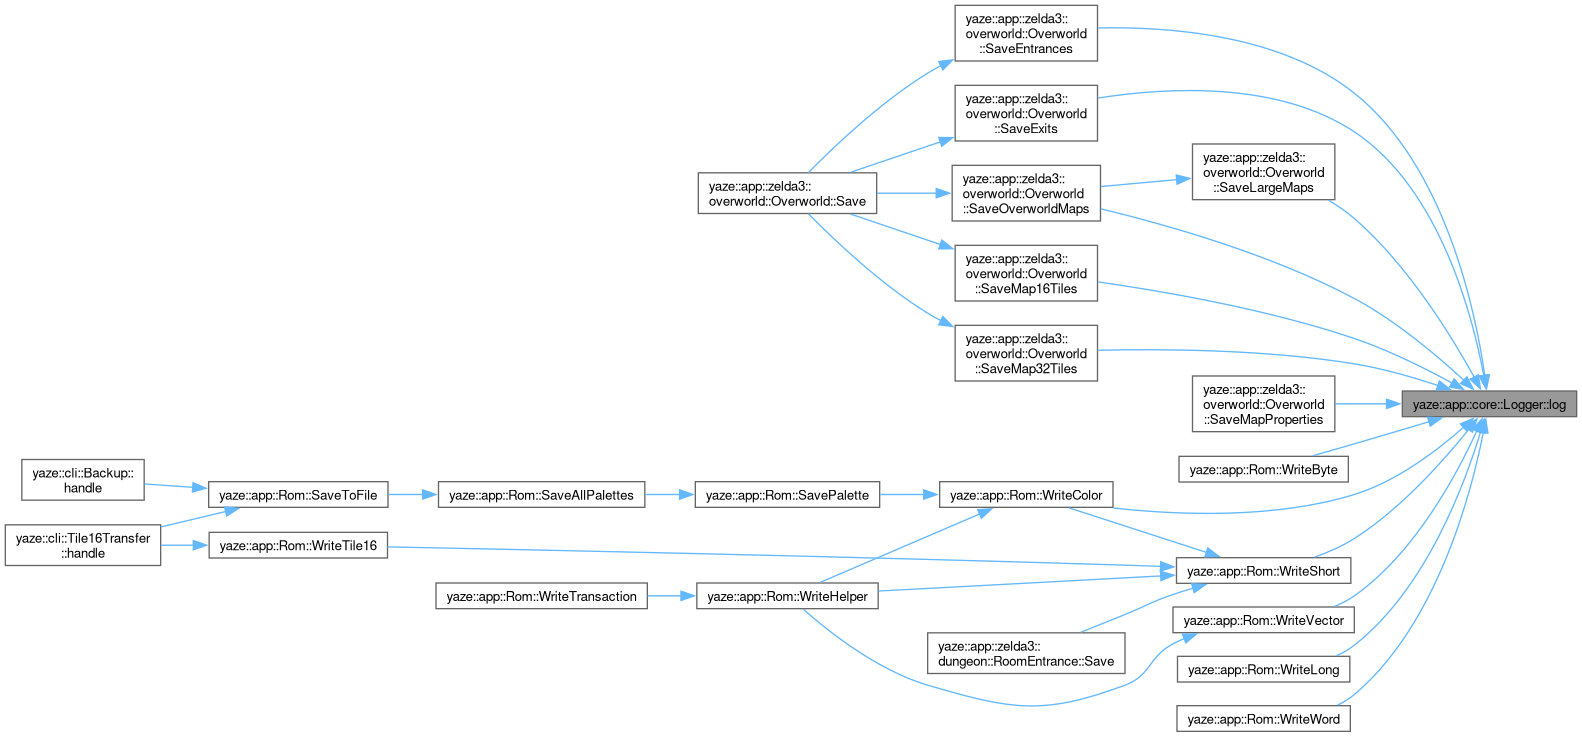 yaze::app::zelda3::
overworld::Overworld
::SaveEntrances
yaze::app::zelda3::
overworld::Overworld
::SaveExits
yaze::app::zelda3::
overworld::Overworld
::SaveLargeMaps
yaze::app::zelda3::
overworld::Overworld::Save
yaze::app::zelda3::
overworld::Overworld
::SaveOverworldMaps
yaze::app::zelda3::
overworld::Overworld
::SaveMap16Tiles
yaze::app::zelda3::
overworld::Overworld
::SaveMap32Tiles
yaze::app::zelda3::
overworld::Overworld
::SaveMapProperties
yaze::app::core::Logger::log
yaze::app::Rom::WriteByte
yaze::cli::Backup::
handle
yaze::app::Rom::SaveToFile
yaze::app::Rom::SaveAllPalettes
yaze::app::Rom::SavePalette
yaze::app::Rom::WriteColor
yaze::cli::Tile16Transfer
::handle
yaze::app::Rom::WriteTile16
yaze::app::Rom::WriteShort
yaze::app::Rom::WriteTransaction
yaze::app::Rom::WriteHelper
yaze::app::Rom::WriteVector
yaze::app::zelda3::
dungeon::RoomEntrance::Save
yaze::app::Rom::WriteLong
yaze::app::Rom::WriteWord